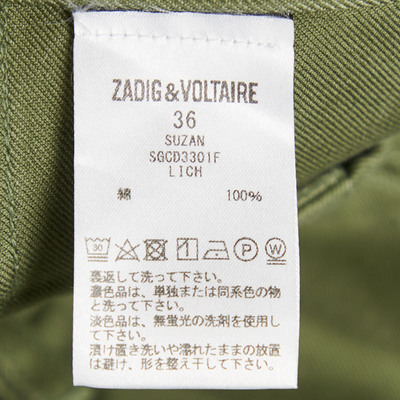 ZADIG&VOLTAIRE
36
SUZAN
SGCD3301F
LICH
綿 100%
30 P W
裏返して洗って下さい。
濃色品は、単独または同系色の物
と洗って下さい。
淡色品は、無蛍光の洗剤を使用し
て下さい。
漬け置き洗いや濡れたままの放置
は避け、形を整え干して下さい。